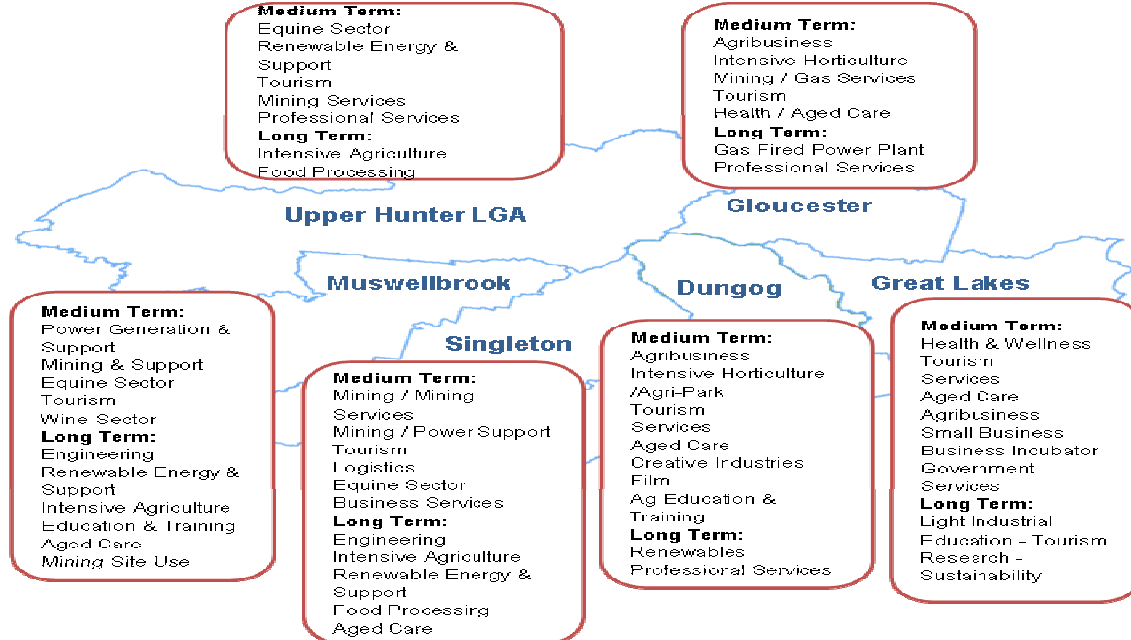 Medium Term:
Equine Sector
Renewable Energy &
Support
Tourism
Mining Services
Professional Services
Long Term:
Intensive Agriculture
Food Processing
Medium Term:
Agribusiness
Intensive Horticulture
Mining / Gas Services
Tourism
Health / Aged Care
Long Term:
Gas Fired Power Plant
Professional Services
Upper Hunter LGA
Gloucester
Muswellbrook
Dungog
Great Lakes
Singleton
Medium Term:
Power Generation &
Support
Mining & Support
Equine Sector
Tourism
Wine Sector
Long Term:
Engineering
Renewable Energy &
Support
Intensive Agriculture
Education & Training
Aged Care
Mining Site Use
Medium Term:
Mining / Mining
Services
Mining / Power Support
Tourism
Logistics
Equine Sector
Business Services
Long Term:
Engineering
Intensive Agriculture
Renewable Energy &
Support
Food Processing
Aged Care
Medium Term:
Agribusiness
Intensive Horticulture
/Agri-Park
Tourism
Services
Aged Care
Creative Industries
Film
Ag Education &
Training
Long Term:
Renewables
Professional Services
Medium Term:
Health & Wellness
Tourism
Services
Aged Care
Agribusiness
Small Business
Business Incubator
Government
Services
Long Term:
Light Industrial
Education - Tourism
Research -
Sustainability